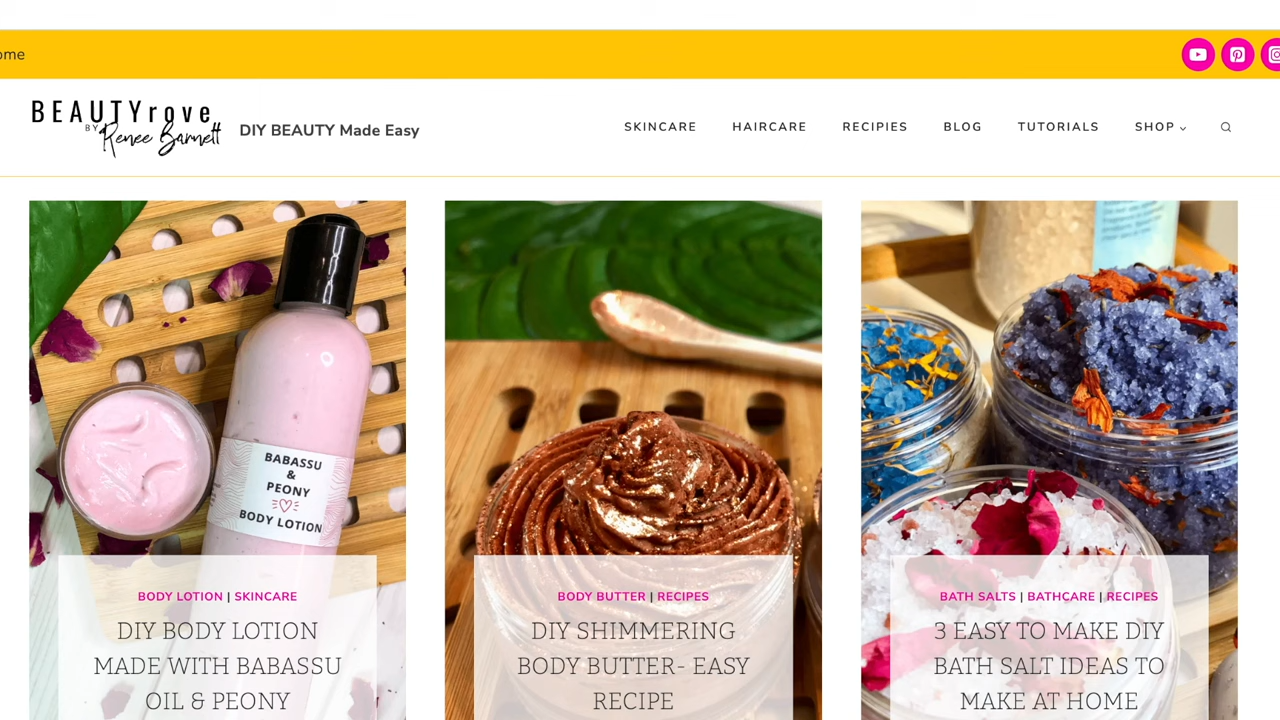 ome
BEAUTYrove
BY Renee Barnett
DIY BEAUTY Made Easy
SKINCARE HAIRCARE RECIPIES BLOG TUTORIALS SHOP
BABASSU
&
PEONY
BODY LOTION
BODY LOTION | SKINCARE
DIY BODY LOTION
MADE WITH BABASSU
OIL & PEONY
BODY BUTTER | RECIPES
DIY SHIMMERING
BODY BUTTER- EASY
RECIPE
BATH SALTS | BATHCARE | RECIPES
3 EASY TO MAKE DIY
BATH SALT IDEAS TO
MAKE AT HOME